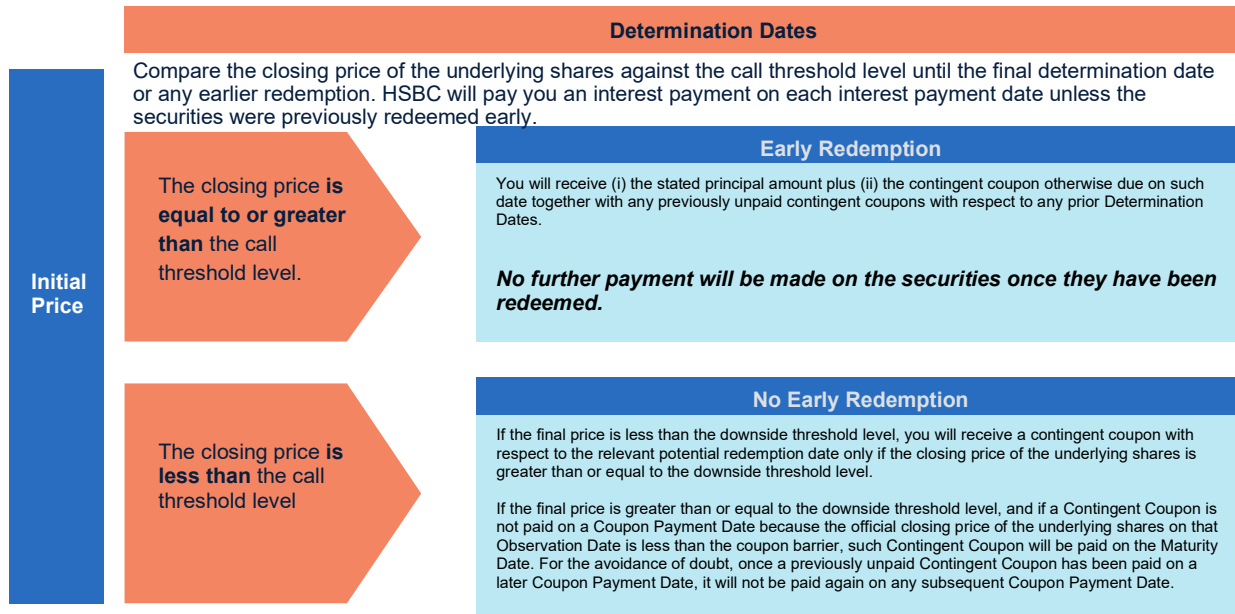 Determination Dates
Compare the closing price of the underlying shares against the call threshold level until the final determination date
or any earlier redemption. HSBC will pay you an interest payment on each interest payment date unless the
securities were previously redeemed early.
Initial
Price
The closing price is
equal to or greater
than the call
threshold level.
Early Redemption
You will receive (i) the stated principal amount plus (ii) the contingent coupon otherwise due on such
date together with any previously unpaid contingent coupons with respect to any prior Determination
Dates.
No further payment will be made on the securities once they have been
redeemed.
The closing price is
less than the call
threshold level
No Early Redemption
If the final price is less than the downside threshold level, you will receive a contingent coupon with
respect to the relevant potential redemption date only if the closing price of the underlying shares is
greater than or equal to the downside threshold level.
If the final price is greater than or equal to the downside threshold level, and if a Contingent Coupon is
not paid on a Coupon Payment Date because the official closing price of the underlying shares on that
Observation Date is less than the coupon barrier, such Contingent Coupon will be paid on the Maturity
Date. For the avoidance of doubt, once a previously unpaid Contingent Coupon has been paid on a
later Coupon Payment Date, it will not be paid again on any subsequent Coupon Payment Date.